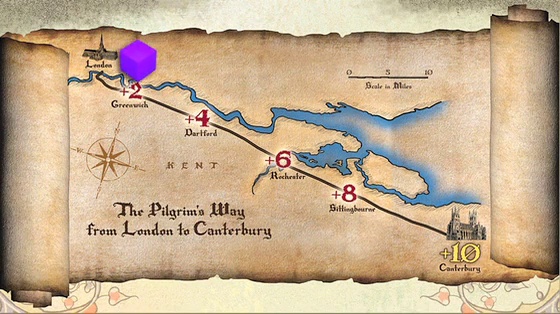 London
0 5 10
Scale in Miles
+2
Greenwich
+4
Dartford
KENT
+6
Rochester
+8
Sittingbourne
The Pilgrim's Way
from London to Canterbury
+10
Canterbury